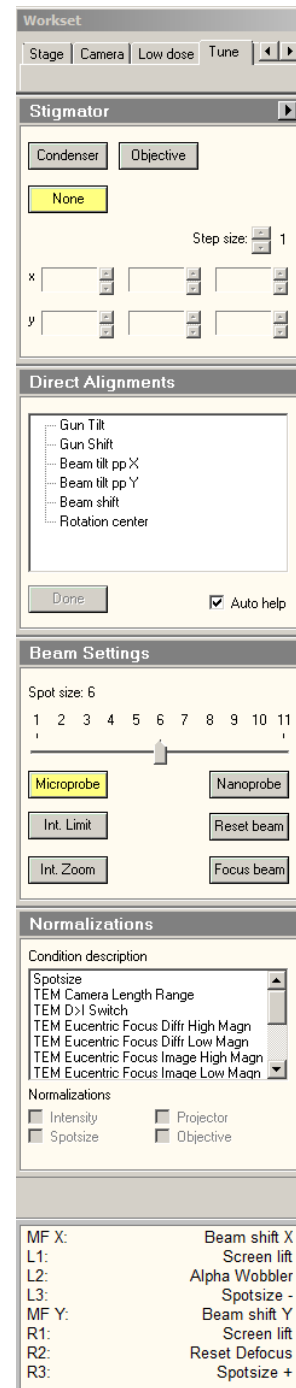 Workset
Stage Camera Low dose Tune
Stigmator
Condenser Objective
None
Step size: 1
x
y
Direct Alignments
Gun Tilt
Gun Shift
Beam tilt pp X
Beam tilt pp Y
Beam shift
Rotation center
Done Auto help
Beam Settings
Spot size: 6
1 2 3 4 5 6 7 8 9 10 11
Microprobe Nanoprobe
Int. Limit Reset beam
Int. Zoom Focus beam
Normalizations
Condition description
Spotsize
TEM Camera Length Range
TEM D>I Switch
TEM Eucentric Focus Diffr High Magn
TEM Eucentric Focus Diffr Low Magn
TEM Eucentric Focus Image High Magn
TEM Eucentric Focus Image Low Magn
Normalizations
Intensity Projector
Spotsize Objective
MF X: Beam shift X
L1: Screen lift
L2: Alpha Wobbler
L3: Spotsize -
MF Y: Beam shift Y
R1: Screen lift
R2: Reset Defocus
R3: Spotsize +